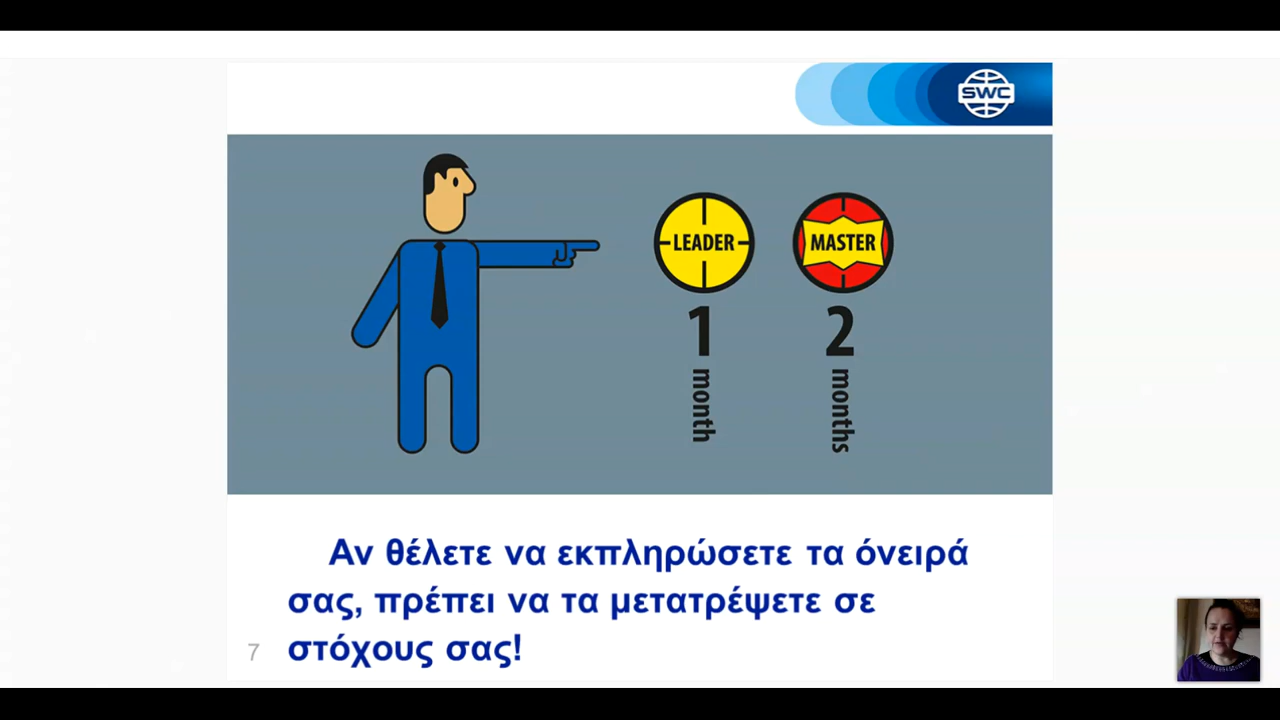 SWC
LEADER
MASTER
1
2
month
months
Αν θέλετε να εκπληρώσετε τα όνειρά
σας, πρέπει να τα μετατρέψετε σε
στόχους σας!
7